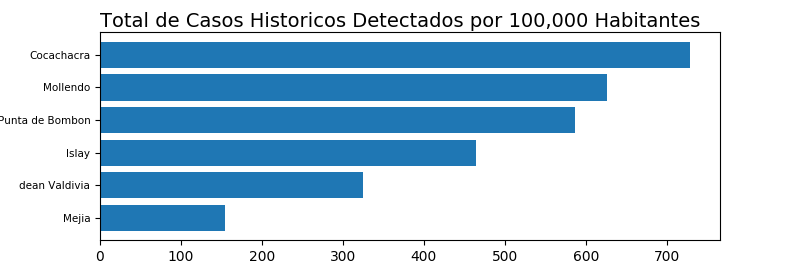 Total de Casos Historicos Detectados por 100,000 Habitantes
Cocachacra
Mollendo
Punta de Bombon
Islay
dean Valdivia
Mejia
0 100 200 300 400 500 600 700